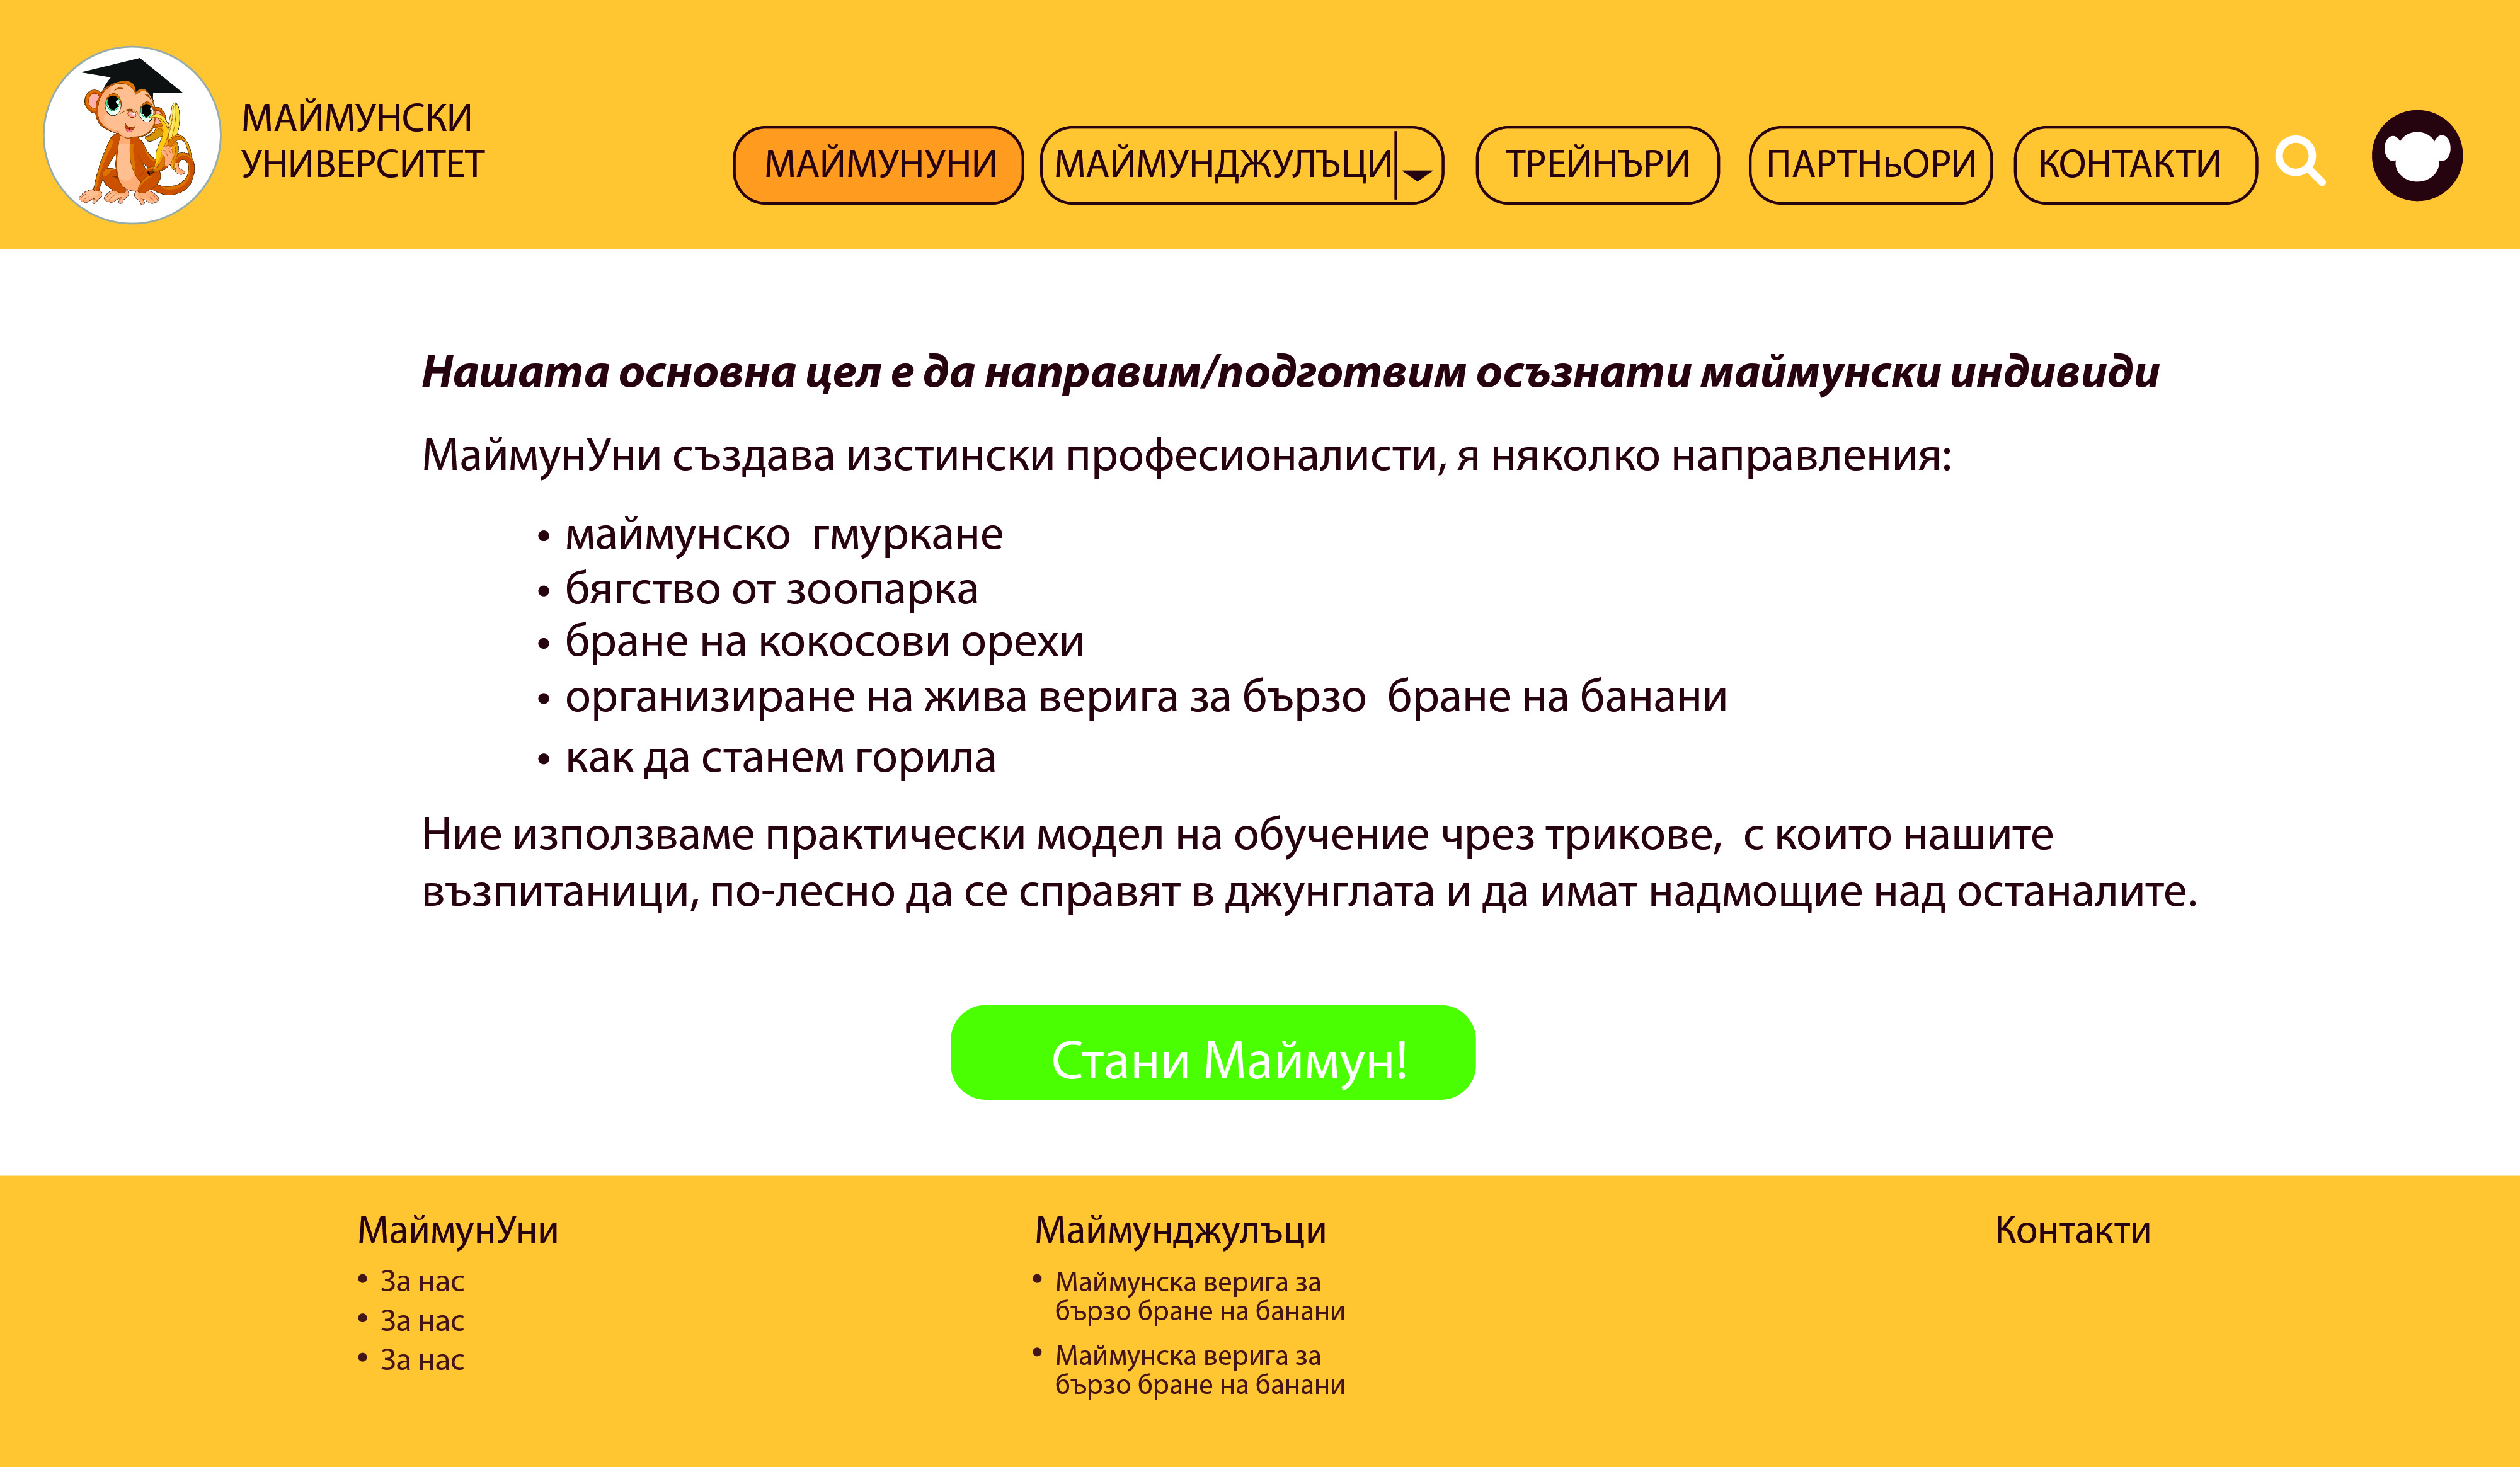 МАЙМУНСКИ
УНИВЕРСИТЕТ
МАЙМУНУНИ
МАЙМУНДЖУЛЪЦИ
ТРЕЙНЪРИ
ПАРТНьОРИ
КОНТАКТИ
Нашата основна цел е да направим/подготвим осъзнати маймунски индивиди
МаймунУни създава изстински професионалисти, я няколко направления:
• маймунско гмуркане
• бягство от зоопарка
• бране на кокосови орехи
• организиране на жива верига за бързо бране на банани
• как да станем горила
Ние използваме практически модел на обучение чрез трикове, с които нашите
възпитаници, по-лесно да се справят в джунглата и да имат надмощие над останалите.
Стани Маймун!
МаймунУни
• За нас
• За нас
• За нас
Маймунджулъци
• Маймунска верига за
бързо бране на банани
• Маймунска верига за
бързо бране на банани
Контакти